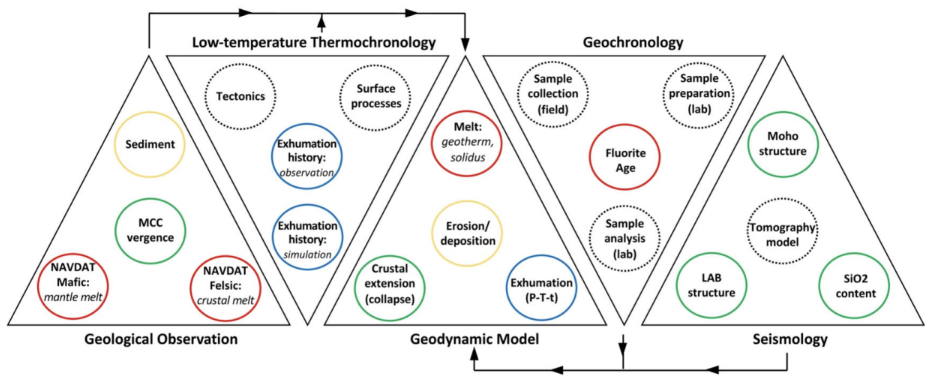 Low-temperature Thermochronology
Geochronology
Tectonics
Surface
processes
Sample
collection
(field)
Sample
preparation
(lab)
Sediment
Exhumation
history:
observation
Melt:
geotherm,
solidus
Fluorite
Age
Moho
structure
MCC
vergence
Exhumation
history:
simulation
Erosion/
deposition
Sample
analysis
(lab)
Tomography
model
NAVDAT
Mafic:
mantle melt
NAVDAT
Felsic:
crustal melt
Crustal
extension
(collapse)
Exhumation
(P-T-t)
LAB
structure
SiO2
content
Geological Observation
Geodynamic Model
Seismology